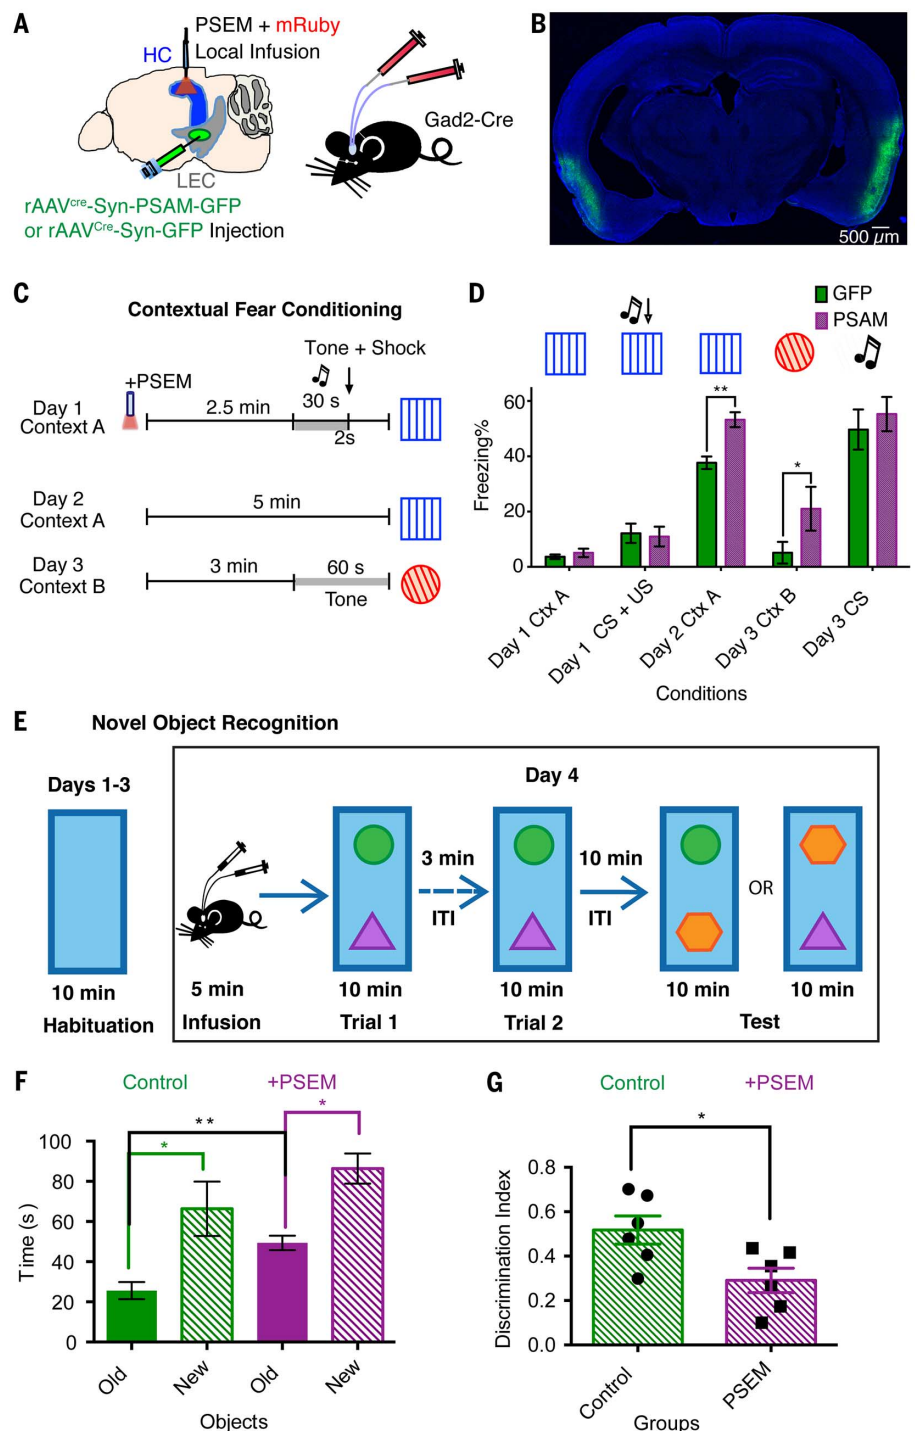 A
PSEM + mRuby
Local Infusion
HC
Gad2-Cre
LEC
rAAVcre-Syn-PSAM-GFP
or rAAVCre-Syn-GFP Injection
B
500 µm
C
Contextual Fear Conditioning
Tone + Shock
+PSEM
Day 1
Context A
2.5 min
30 s
2s
Day 2
Context A
5 min
Day 3
Context B
3 min
60 s
Tone
D
GFP
PSAM
**
*
Freezing%
60
40
20
0
Day 1 Ctx A
Day 1 CS + US
Day 2 Ctx A
Day 3 Ctx B
Day 3 CS
Conditions
E
Novel Object Recognition
Days 1-3
10 min
Habituation
Day 4
5 min
Infusion
10 min
Trial 1
3 min
ITI
10 min
Trial 2
10 min
ITI
10 min
OR
10 min
Test
F
Control
+PSEM
*
**
*
Time (s)
100
80
60
40
20
0
Old
New
Old
New
Objects
G
Control
+PSEM
*
Discrimination Index
0.8
0.6
0.4
0.2
0.0
Control
PSEM
Groups